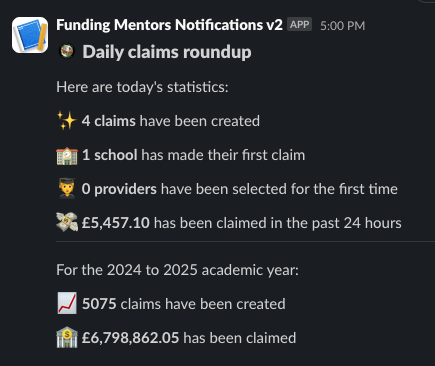 Funding Mentors Notifications v2 APP 5:00 PM
Daily claims roundup
Here are today's statistics:
4 claims have been created
1 school has made their first claim
0 providers have been selected for the first time
£5,457.10 has been claimed in the past 24 hours
For the 2024 to 2025 academic year:
5075 claims have been created
£6,798,862.05 has been claimed